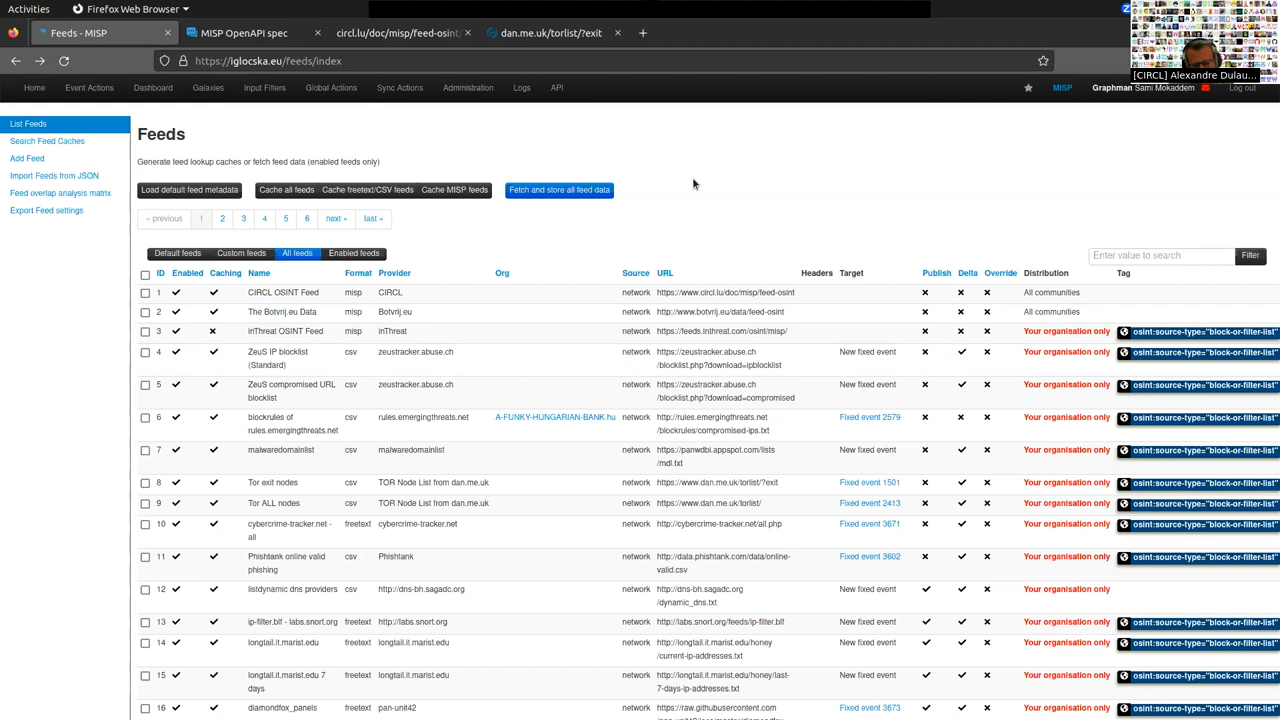 Activities Firefox Web Browser
Feeds - MISP × MISP openAPI spec × circl.lu/doc/misp/fee exit × +
https://iglocska.eu/feeds/index
[CIRCL] Alexandre Dulau...
Home Event Actions Dashboard Galaxies Input Filters Global Actions Sync Actions Administration Logs API ★ MISP Graphman Sami Mokaddem Log out
List Feeds
Search Feed Caches
Add Feed
Import Feeds from JSON
Feed overlap analysis matrix
Export Feed settings
Feeds
Generate feed lookup caches or fetch feed data (enabled feeds only)
Load default feed metadata Cache all feeds Cache freetext/CSV feeds Cache MISP feeds Fetch and store all feed data
« previous 1 2 3 4 5 6 next » last »
Default feeds Custom feeds All feeds Enabled feeds Enter value to search Filter
ID Enabled Caching Name Format Provider Org Source URL Headers Target Publish Delta Override Distribution Tag
1 ✔ ✔ CIRCL OSINT Feed misp CIRCL network https://www.circl.lu/doc/misp/feed-osint ✖ ✖ ✖ All communities
2 ✔ ✔ The Botvrij.eu Data misp Botvrij.eu network http://www.botvrij.eu/data/feed-osint ✖ ✖ ✖ All communities
3 ✔ ✖ inThreat OSINT Feed misp inThreat network https://feeds.inthreat.com/osint/misp/ ✖ ✖ ✖ Your organisation only osint:source-type="block-or-filter-list"
4 ✔ ✔ ZeuS IP blocklist csv zeustracker.abuse.ch network https://zeustracker.abuse.ch New fixed event ✖ ✔ ✖ Your organisation only osint:source-type="block-or-filter-list"
(Standard) /blocklist.php?download=ipblocklist
5 ✔ ✔ ZeuS compromised URL csv zeustracker.abuse.ch network https://zeustracker.abuse.ch New fixed event ✖ ✔ ✖ Your organisation only osint:source-type="block-or-filter-list"
blocklist /blocklist.php?download=compromised
6 ✔ ✔ blockrules of csv rules.emergingthreats.net A-FUNKY-HUNGARIAN-BANK.hu network http://rules.emergingthreats.net Fixed event 2579 ✖ ✖ ✖ Your organisation only osint:source-type="block-or-filter-list"
rules.emergingthreats.net /blockrules/compromised-ips.txt
7 ✔ ✔ malwaredomainlist csv malwaredomainlist network https://panwdbl.appspot.com/lists New fixed event ✖ ✔ ✖ Your organisation only osint:source-type="block-or-filter-list"
/mdl.txt
8 ✔ ✔ Tor exit nodes csv TOR Node List from dan.me.uk network https://www.dan.me.uk/torlist/?exit Fixed event 1501 ✖ ✔ ✖ Your organisation only osint:source-type="block-or-filter-list"
9 ✔ ✔ Tor ALL nodes csv TOR Node List from dan.me.uk network https://www.dan.me.uk/torlist/ Fixed event 2413 ✖ ✔ ✖ Your organisation only osint:source-type="block-or-filter-list"
10 ✔ ✔ cybercrime-tracker.net - freetext cybercrime-tracker.net network http://cybercrime-tracker.net/all.php Fixed event 3671 ✖ ✔ ✖ Your organisation only osint:source-type="block-or-filter-list"
all
11 ✔ ✔ Phishtank online valid csv Phishtank network http://data.phishtank.com/data/online- Fixed event 3602 ✖ ✔ ✖ Your organisation only osint:source-type="block-or-filter-list"
phishing valid.csv
12 ✔ ✔ listdynamic dns providers csv http://dns-bh.sagadc.org network http://dns-bh.sagadc.org New fixed event ✔ ✔ ✖ Your organisation only
/dynamic_dns.txt
13 ✔ ✔ ip-filter.blf - labs.snort.org freetext http://labs.snort.org network http://labs.snort.org/feeds/ip-filter.blf New fixed event ✔ ✔ ✖ Your organisation only osint:source-type="block-or-filter-list"
14 ✔ ✔ longtail.it.marist.edu freetext longtail.it.marist.edu network http://longtail.it.marist.edu/honey New fixed event ✔ ✔ ✖ Your organisation only osint:source-type="block-or-filter-list"
/current-ip-addresses.txt
15 ✔ ✔ longtail.it.marist.edu 7 freetext longtail.it.marist.edu network http://longtail.it.marist.edu/honey/last- New fixed event ✔ ✔ ✖ Your organisation only osint:source-type="block-or-filter-list"
days 7-days-ip-addresses.txt
16 ✔ ✔ diamondfox_panels freetext pan-unit42 network https://raw.githubusercontent.com Fixed event 3673 ✔ ✔ ✖ Your organisation only osint:source-type="block-or-filter-list"